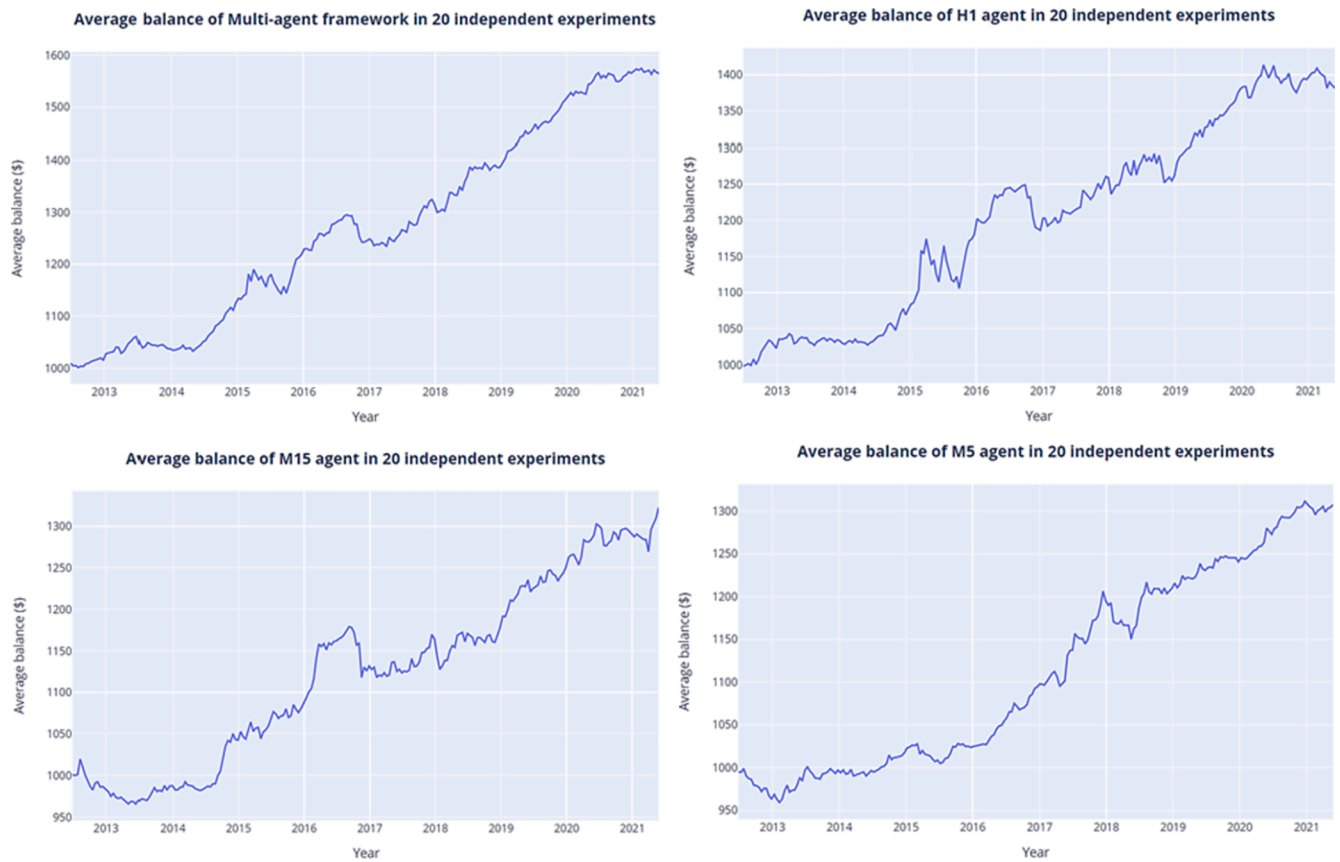 Average balance of Multi-agent framework in 20 independent experiments
1600
1500
1400
1300
1200
1100
1000
Average balance ($)
2013 2014 2015 2016 2017 2018 2019 2020 2021
Year
Average balance of H1 agent in 20 independent experiments
1400
1350
1300
1250
1200
1150
1100
1050
1000
Average balance ($)
2013 2014 2015 2016 2017 2018 2019 2020 2021
Year
Average balance of M15 agent in 20 independent experiments
1300
1250
1200
1150
1100
1050
1000
950
Average balance ($)
2013 2014 2015 2016 2017 2018 2019 2020 2021
Year
Average balance of M5 agent in 20 independent experiments
1300
1250
1200
1150
1100
1050
1000
950
Average balance ($)
2013 2014 2015 2016 2017 2018 2019 2020 2021
Year